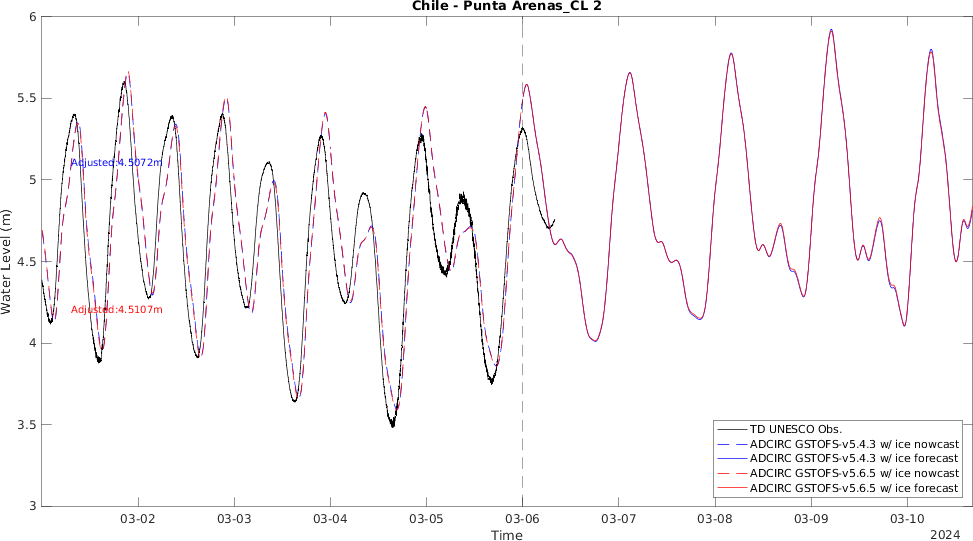 Chile - Punta Arenas_CL 2
6
5.5
5
4.5
4
3.5
3
Water Level (m)
Adjusted:4.5072m
Adjusted:4.5107m
TD UNESCO Obs.
ADCIRC GSTOFS-v5.4.3 w/ ice nowcast
ADCIRC GSTOFS-v5.4.3 w/ ice forecast
ADCIRC GSTOFS-v5.6.5 w/ ice nowcast
ADCIRC GSTOFS-v5.6.5 w/ ice forecast
03-02 03-03 03-04 03-05 03-06 03-07 03-08 03-09 03-10
Time
2024